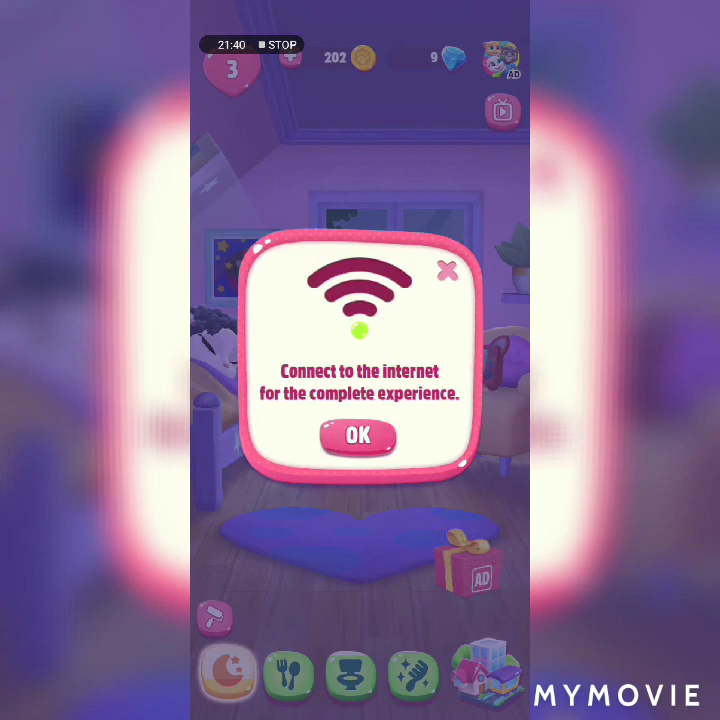 21:40 STOP
3
202
9
AD
Connect to the internet
for the complete experience.
OK
AD
MYMOVIE